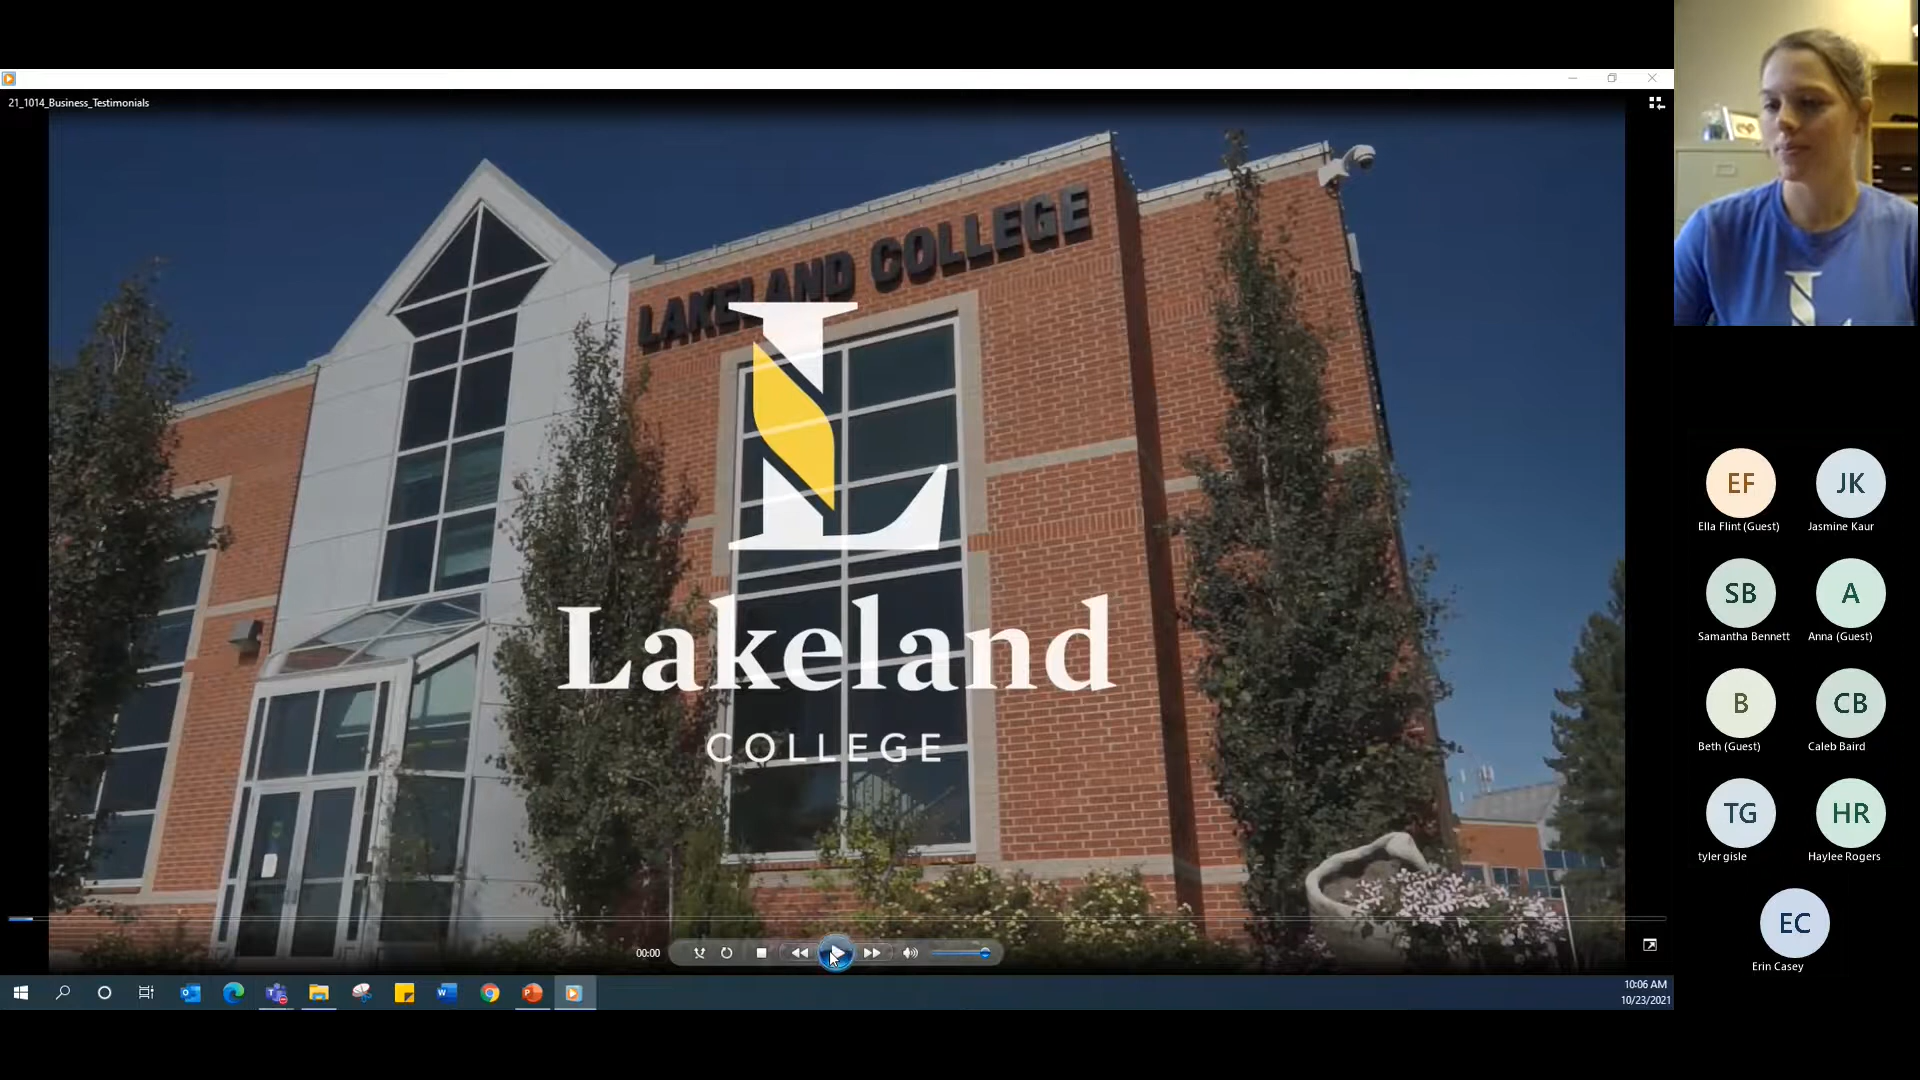 21_1014_Business_Testimonials
LAKELAND COLLEGE
Lakeland
COLLEGE
00:00
10:06 AM
10/23/2021
EF
JK
Ella Flint (Guest)
Jasmine Kaur
SB
A
Samantha Bennett
Anna (Guest)
B
CB
Beth (Guest)
Caleb Baird
TG
HR
tyler gisle
Haylee Rogers
EC
Erin Casey